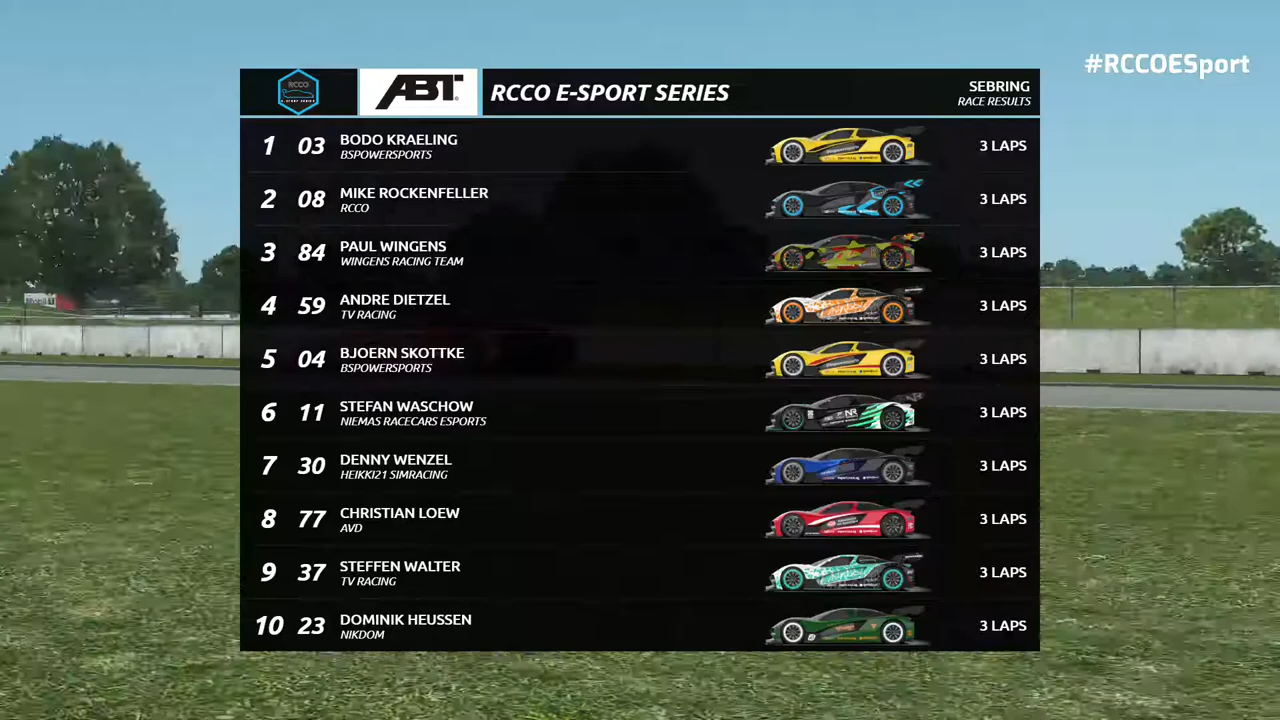 #RCCOESport
RCCO
E-SPORT SERIES
ABT
RCCO E-SPORT SERIES
SEBRING
RACE RESULTS
1 03 BODO KRAELING 3 LAPS
BSPOWERSPORTS
2 08 MIKE ROCKENFELLER 3 LAPS
RCCO
3 84 PAUL WINGENS 3 LAPS
WINGENS RACING TEAM
4 59 ANDRE DIETZEL 3 LAPS
TV RACING
5 04 BJOERN SKOTTKE 3 LAPS
BSPOWERSPORTS
6 11 STEFAN WASCHOW 3 LAPS
NIEMAS RACECARS ESPORTS
7 30 DENNY WENZEL 3 LAPS
HEIKKI21 SIMRACING
8 77 CHRISTIAN LOEW 3 LAPS
AVD
9 37 STEFFEN WALTER 3 LAPS
TV RACING
10 23 DOMINIK HEUSSEN 3 LAPS
NIKDOM